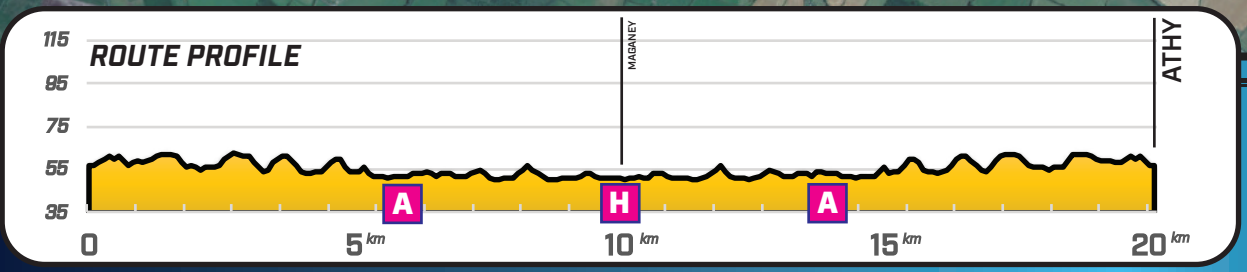 115
ROUTE PROFILE
MAGANEY
ATHY
95
75
55
35
A
H
A
0
5 km
10 km
15 km
20 km